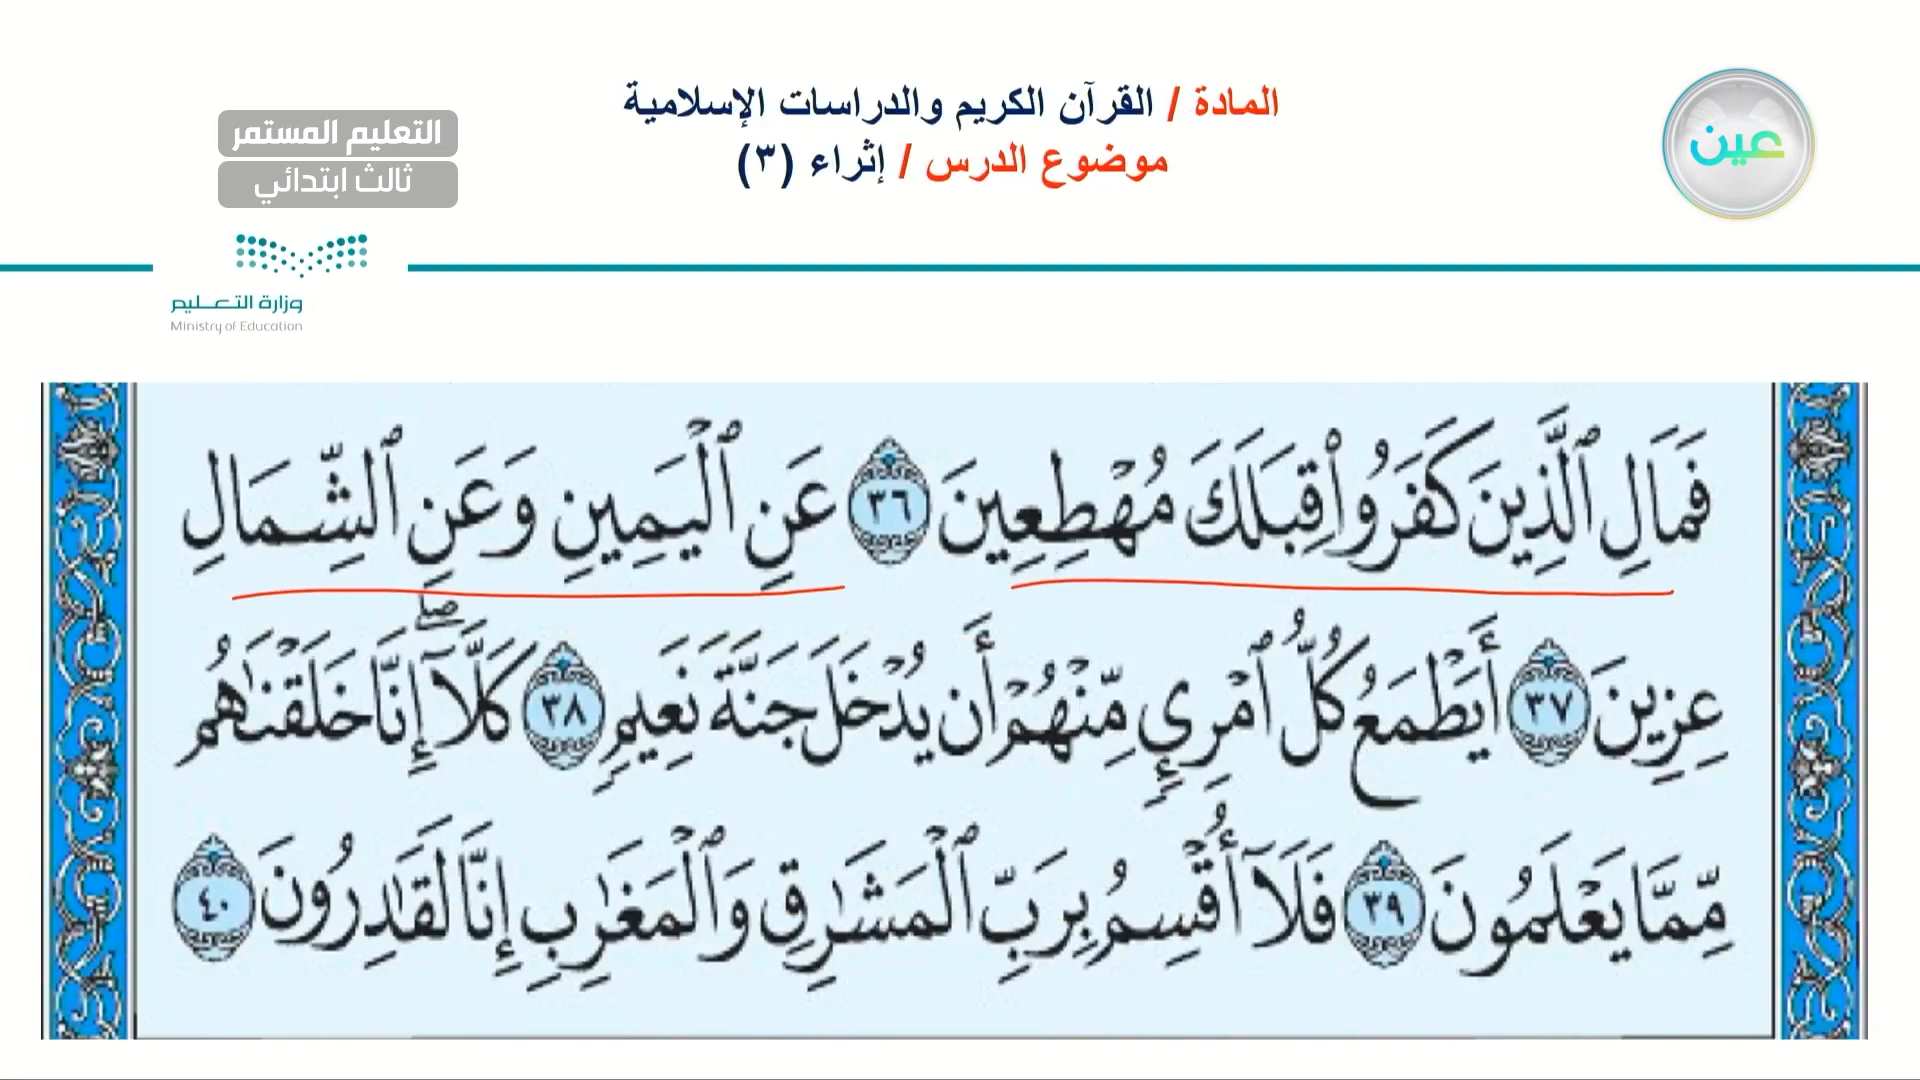 المادة / القرآن الكريم والدراسات الإسلامية
موضوع الدرس / إثراء (٣)
عين
التعليم المستمر
ثالث ابتدائي
وزارة التعـــليم
Ministry of Education
فَمَالِ ٱلَّذِينَ كَفَرُوا۟ قِبَلَكَ مُهْطِعِينَ ٣٦ عَنِ ٱلْيَمِينِ وَعَنِ ٱلشِّمَالِ
عِزِينَ ٣٧ أَيَطْمَعُ كُلُّ ٱمْرِئٍ مِّنْهُمْ أَن يُدْخَلَ جَنَّةَ نَعِيمٍ ٣٨ كَلَّآ ۖ إِنَّا خَلَقْنَٰهُم
مِّمَّا يَعْلَمُونَ ٣٩ فَلَآ أُقْسِمُ بِرَبِّ ٱلْمَشَٰرِقِ وَٱلْمَغَٰرِبِ إِنَّا لَقَٰدِرُونَ ٤٠